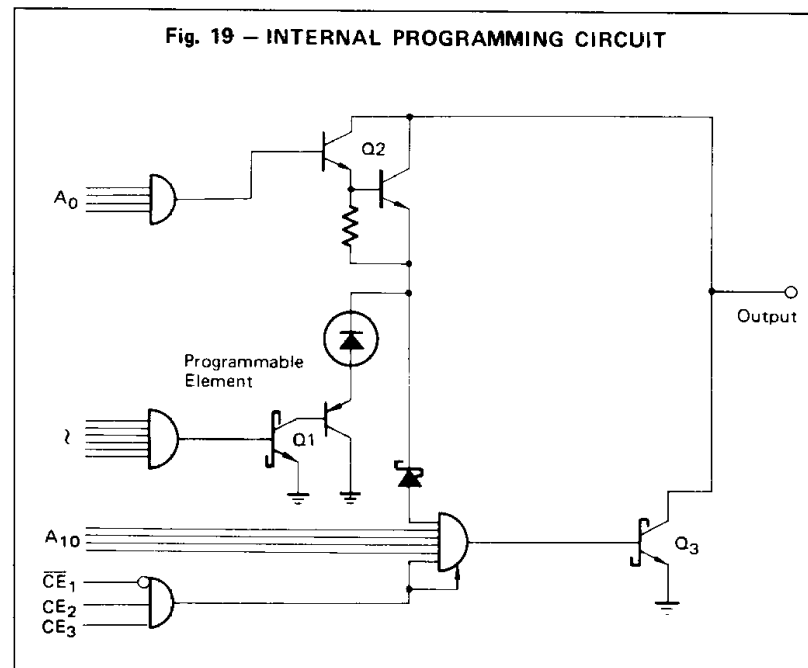 Fig. 19 – INTERNAL PROGRAMMING CIRCUIT
Q2
A0
Output
Programmable
Element
Q1
~
A10
Q3
CE1
CE2
CE3